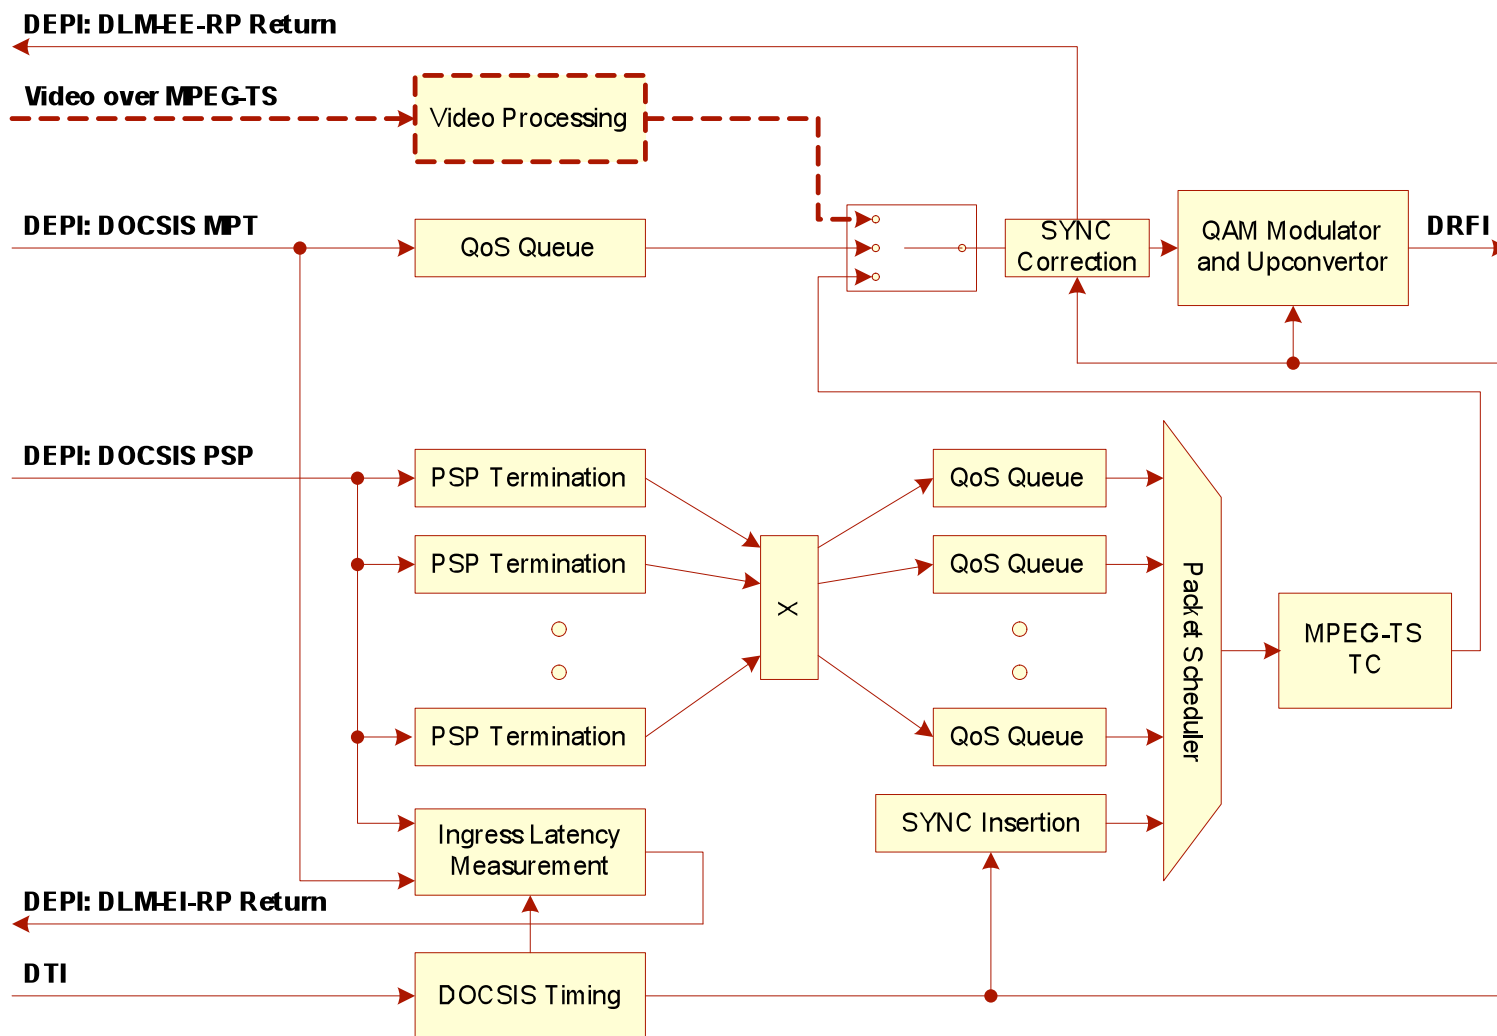 DEPI: DLM-EE-RP Return
Video over MPEG-TS
Video Processing
DEPI: DOCSIS MPT
QoS Queue
SYNC
Correction
QAM Modulator
and Upconvertor
DRFI
DEPI: DOCSIS PSP
PSP Termination
QoS Queue
PSP Termination
QoS Queue
X
Packet Scheduler
MPEG-TS
TC
PSP Termination
QoS Queue
Ingress Latency
Measurement
SYNC Insertion
DEPI: DLM-EI-RP Return
DTI
DOCSIS Timing